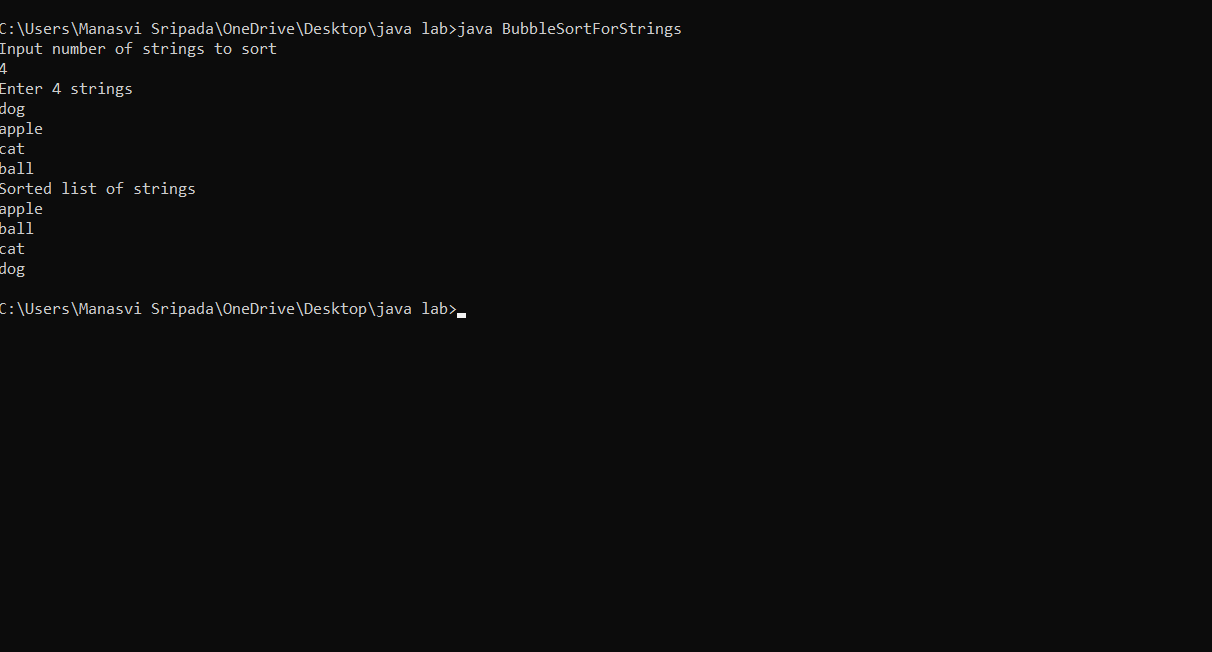 C:\Users\Manasvi Sripada\OneDrive\Desktop\java lab>java BubbleSortForStrings
Input number of strings to sort
4
Enter 4 strings
dog
apple
cat
ball
Sorted list of strings
apple
ball
cat
dog
C:\Users\Manasvi Sripada\OneDrive\Desktop\java lab>